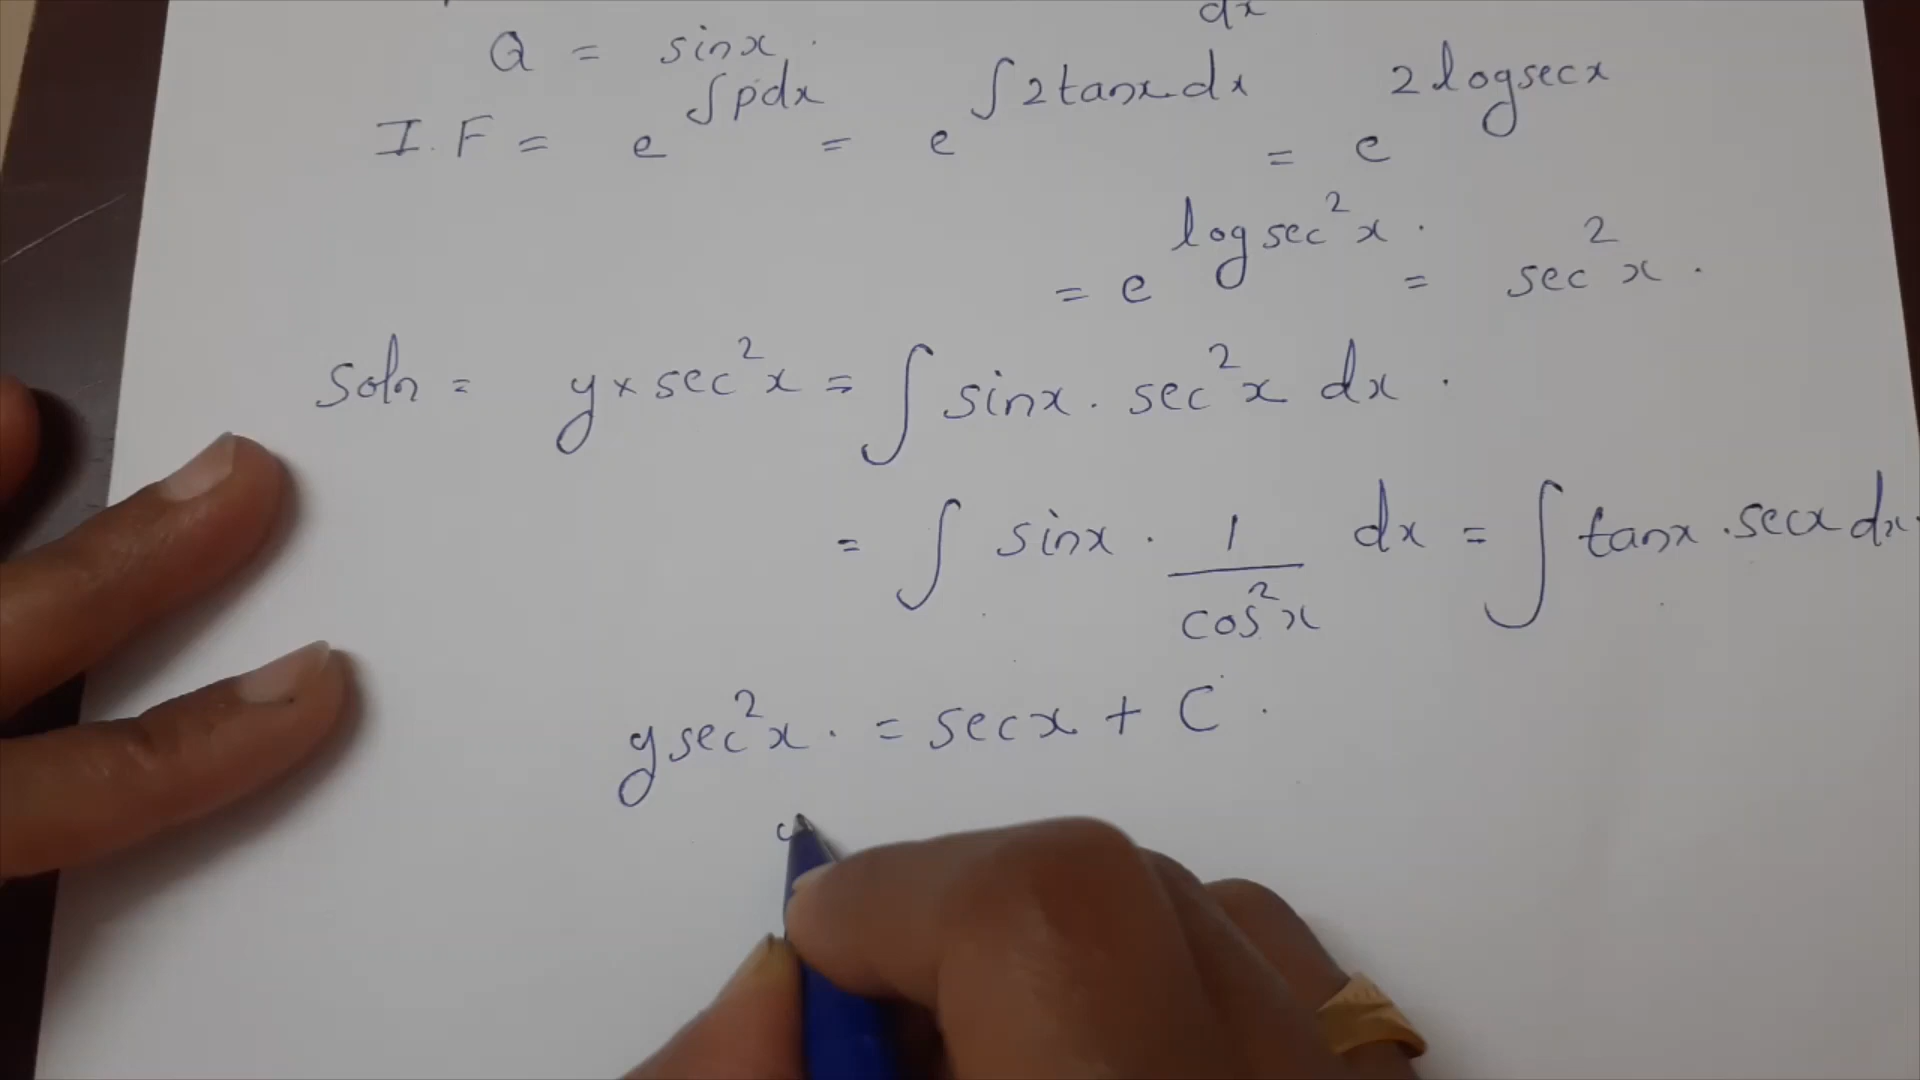 dx
Q = sinx.
I.F = e^∫pdx = e^∫2tanxdx = e^2logsecx
= e^logsec²x. = sec²x.
Soln = y×sec²x = ∫ sinx. sec²x dx.
= ∫ sinx. 1/cos²x dx = ∫ tanx.secx dx.
ysec²x. = secx + C.